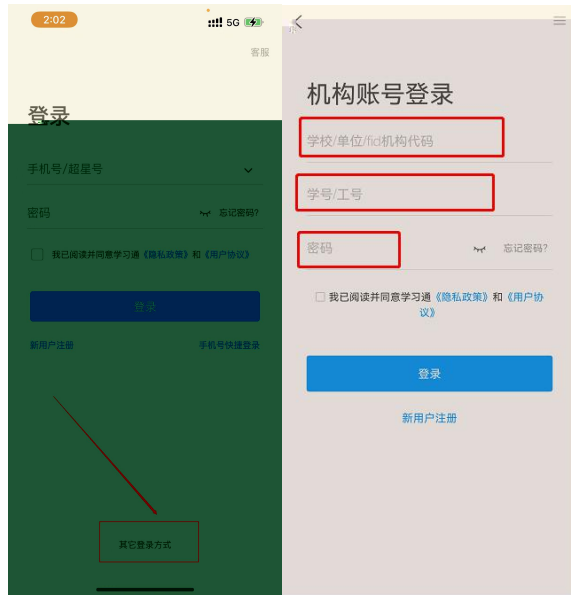 2:02
5G
客服
登录
手机号/超星号
密码
忘记密码?
我已阅读并同意学习通《隐私政策》和《用户协议》
登录
新用户注册
手机号快捷登录
其它登录方式
机构账号登录
学校/单位/fid机构代码
学号/工号
密码
忘记密码?
我已阅读并同意学习通《隐私政策》和《用户协
议》
登录
新用户注册